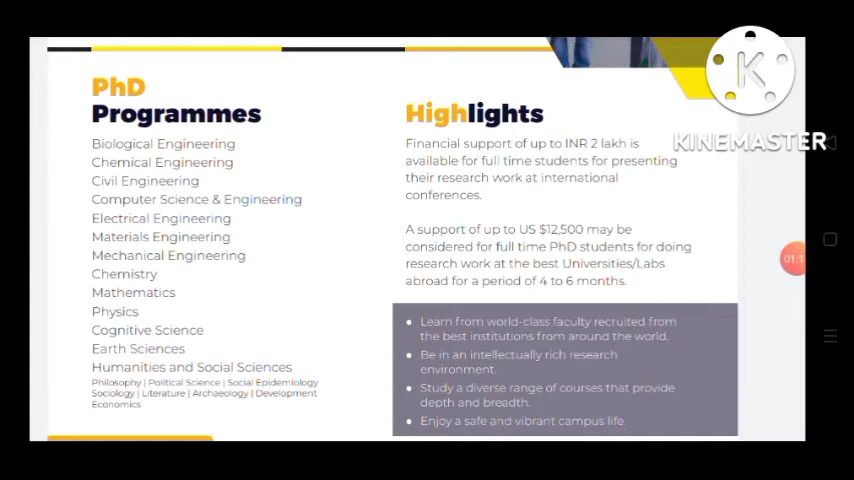 PhD
Programmes
Biological Engineering
Chemical Engineering
Civil Engineering
Computer Science & Engineering
Electrical Engineering
Materials Engineering
Mechanical Engineering
Chemistry
Mathematics
Physics
Cognitive Science
Earth Sciences
Humanities and Social Sciences
Philosophy | Political Science | Social Epidemiology
Sociology | Literature | Archaeology | Development
Economics
Highlights
Financial support of up to INR 2 lakh is
available for full time students for presenting
their research work at international
conferences.
A support of up to US $12,500 may be
considered for full time PhD students for doing
research work at the best Universities/Labs
abroad for a period of 4 to 6 months.
● Learn from world-class faculty recruited from
the best institutions from around the world.
● Be in an intellectually rich research
environment.
● Study a diverse range of courses that provide
depth and breadth.
● Enjoy a safe and vibrant campus life.
K
KINEMASTER